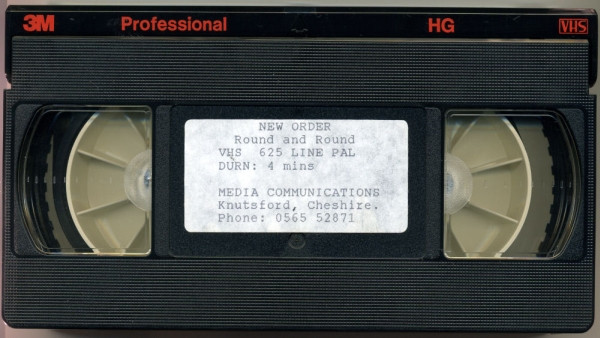 3M Professional HG VHS
NEW ORDER
Round and Round
VHS 625 LINE PAL
DURN: 4 mins
MEDIA COMMUNICATIONS
Knutsford, Cheshire.
Phone: 0565 52871